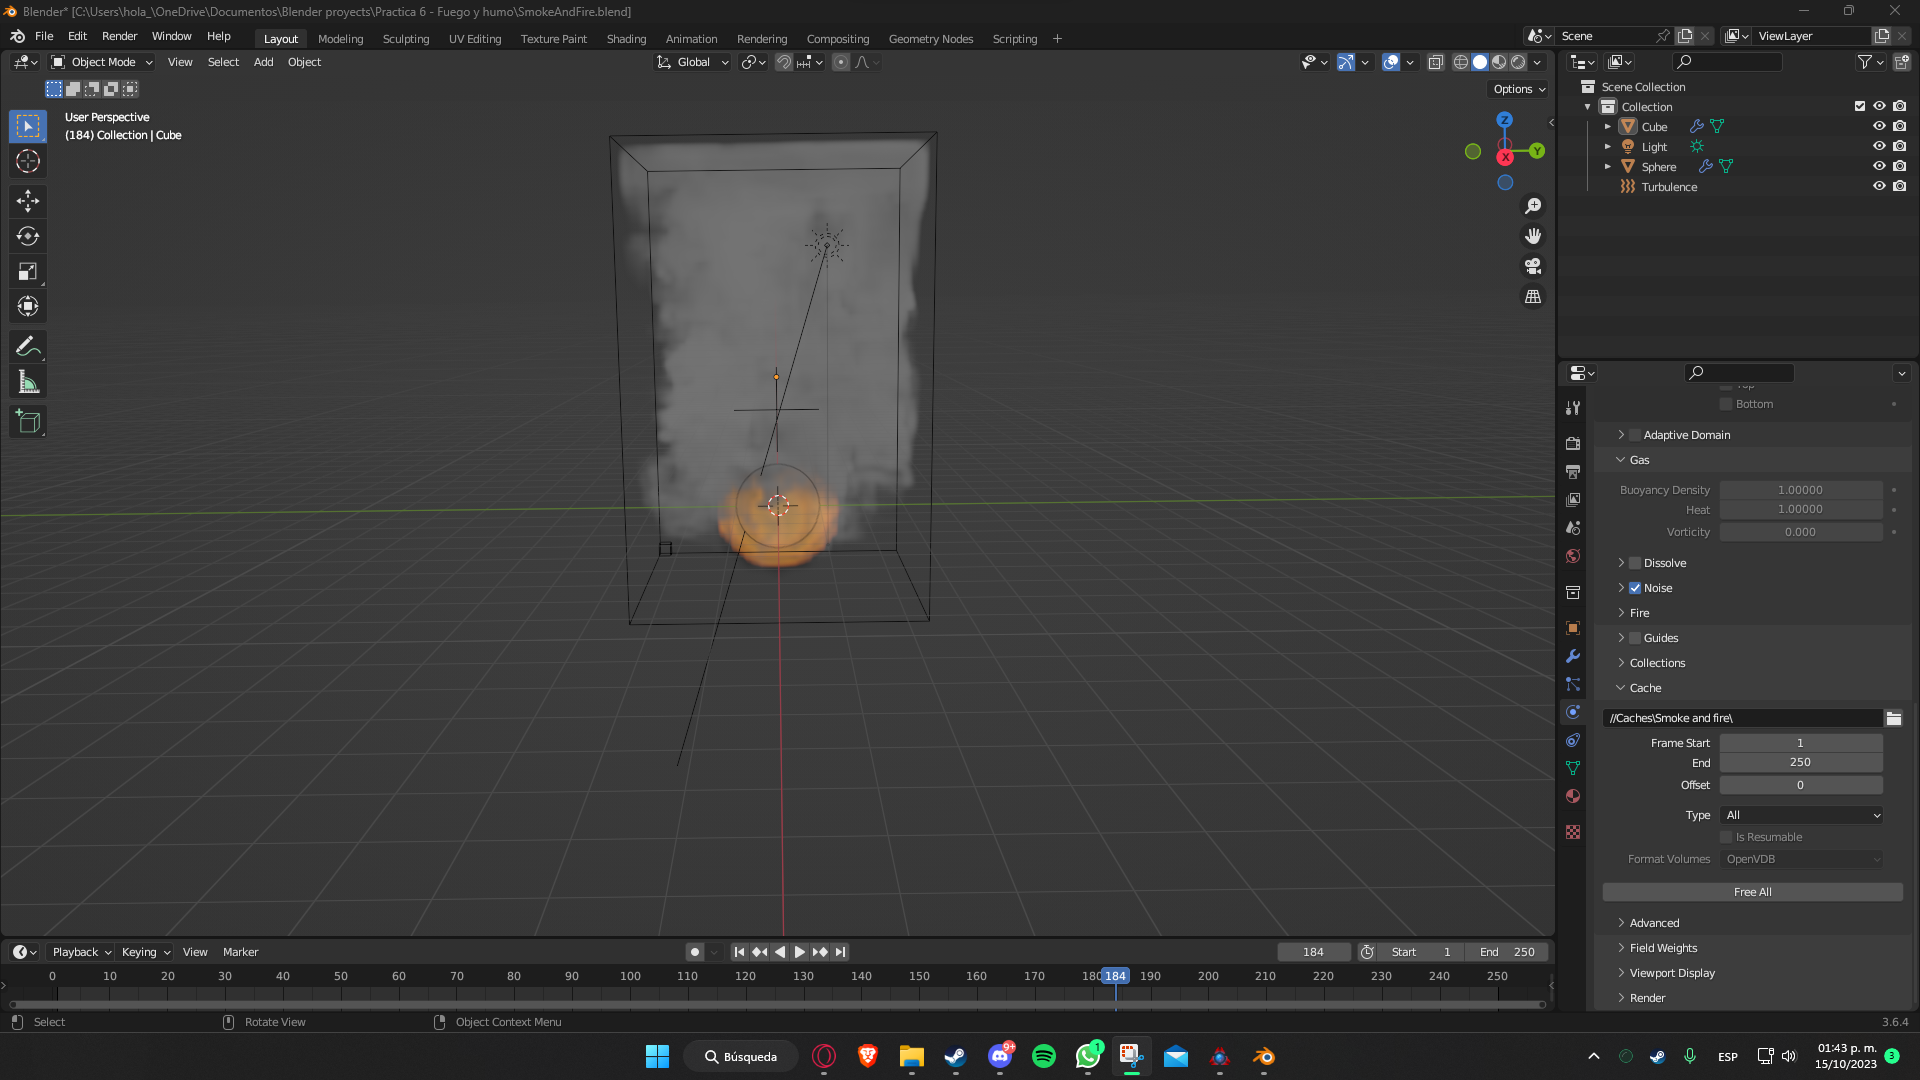 Blender* [C:\Users\hola_\OneDrive\Documentos\Blender proyects\Practica 6 - Fuego y humo\SmokeAndFire.blend]
File Edit Render Window Help Layout Modeling Sculpting UV Editing Texture Paint Shading Animation Rendering Compositing Geometry Nodes Scripting + Scene ViewLayer
Object Mode View Select Add Object Global
Options
User Perspective
(184) Collection | Cube
Z
Y
X
Scene Collection
Collection
Cube
Light
Sphere
Turbulence
Bottom
Adaptive Domain
Gas
Buoyancy Density 1.00000
Heat 1.00000
Vorticity 0.000
Dissolve
Noise
Fire
Guides
Collections
Cache
//Caches\Smoke and fire\
Frame Start 1
End 250
Offset 0
Type All
Is Resumable
Format Volumes OpenVDB
Free All
Advanced
Field Weights
Viewport Display
Render
Playback Keying View Marker 184 Start 1 End 250
0 10 20 30 40 50 60 70 80 90 100 110 120 130 140 150 160 170 180 184 190 200 210 220 230 240 250
Select Rotate View Object Context Menu 3.6.4
Búsqueda 9+ 1 ESP 01:43 p. m. 3
15/10/2023